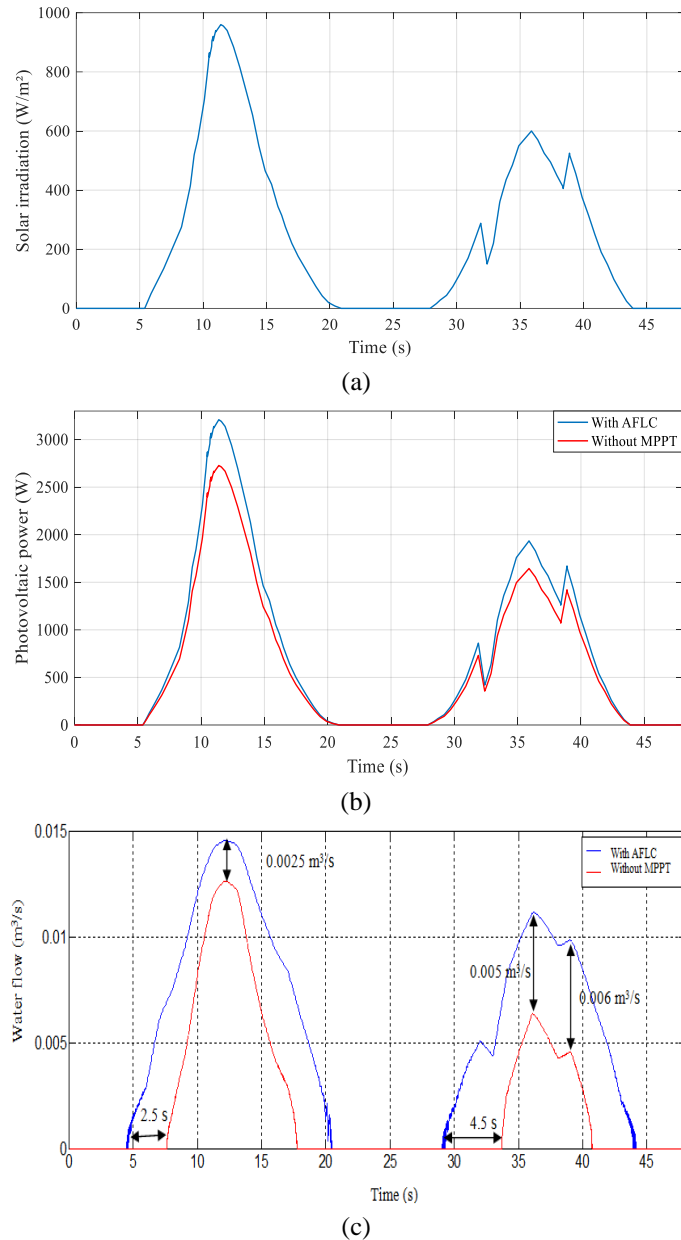 1000
800
600
400
200
0
Solar irradiation (W/m²)
0 5 10 15 20 25 30 35 40 45
Time (s)
(a)
3000
2500
2000
1500
1000
500
0
Photovoltaic power (W)
With AFLC
Without MPPT
0 5 10 15 20 25 30 35 40 45
Time (s)
(b)
0.015
0.01
0.005
0
Water flow (m³/s)
With AFLC
Without MPPT
0.0025 m³/s
0.005 m³/s
0.006 m³/s
2.5 s
4.5 s
0 5 10 15 20 25 30 35 40 45
Time (s)
(c)